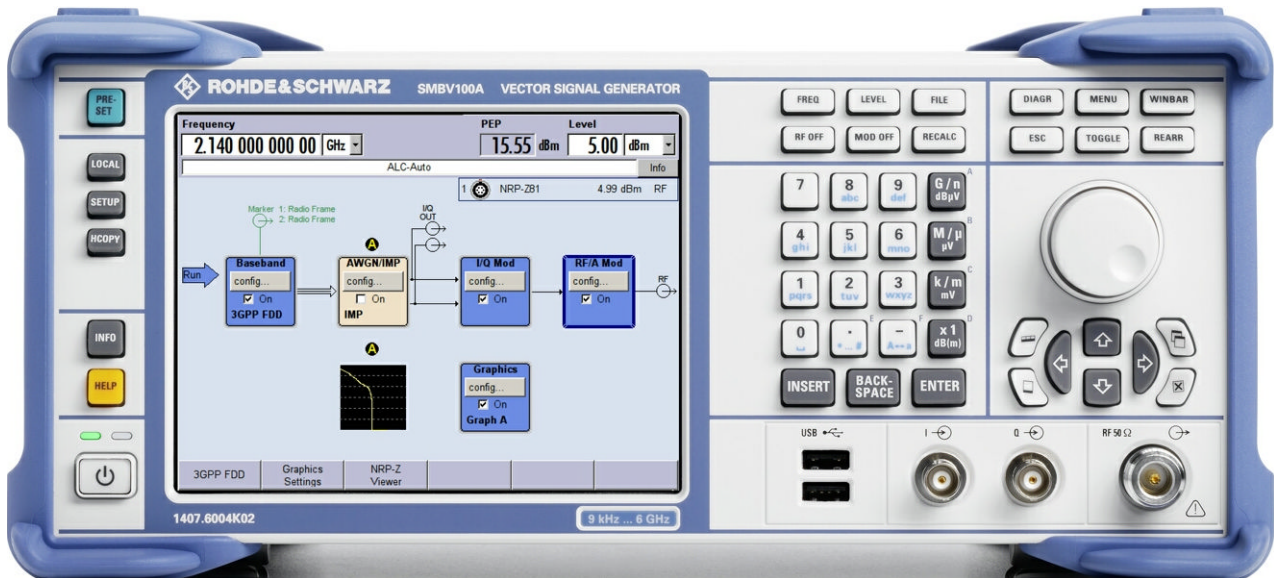 ROHDE&SCHWARZ SMBV100A VECTOR SIGNAL GENERATOR
PRE-
SET
LOCAL
SETUP
HCOPY
INFO
HELP
Frequency PEP Level
2.140 000 000 00 GHz 15.55 dBm 5.00 dBm
ALC-Auto Info
1 NRP-ZB1 4.99 dBm RF
Marker 1: Radio Frame
2: Radio Frame
I/Q
OUT
A
Run
Baseband
config...
On
3GPP FDD
AWGN/IMP
config...
On
IMP
I/Q Mod
config...
On
RF/A Mod
config...
On
RF
A
Graphics
config...
On
Graph A
3GPP FDD
Graphics
Settings
NRP-Z
Viewer
1407.6004K02
9 kHz ... 6 GHz
FREQ LEVEL FILE
RF OFF MOD OFF RECALC
DIAGR MENU WINBAR
ESC TOGGLE REARR
7 8 9 G/n A
abc def dBµV
4 5 6 M/µ B
ghi jkl mno µV
1 2 3 k/m C
pqrs tuv wxyz mV
0 . E - F x1 D
*...# A↔a dB(m)
INSERT BACK-
SPACE ENTER
USB I Q RF 50 Ω